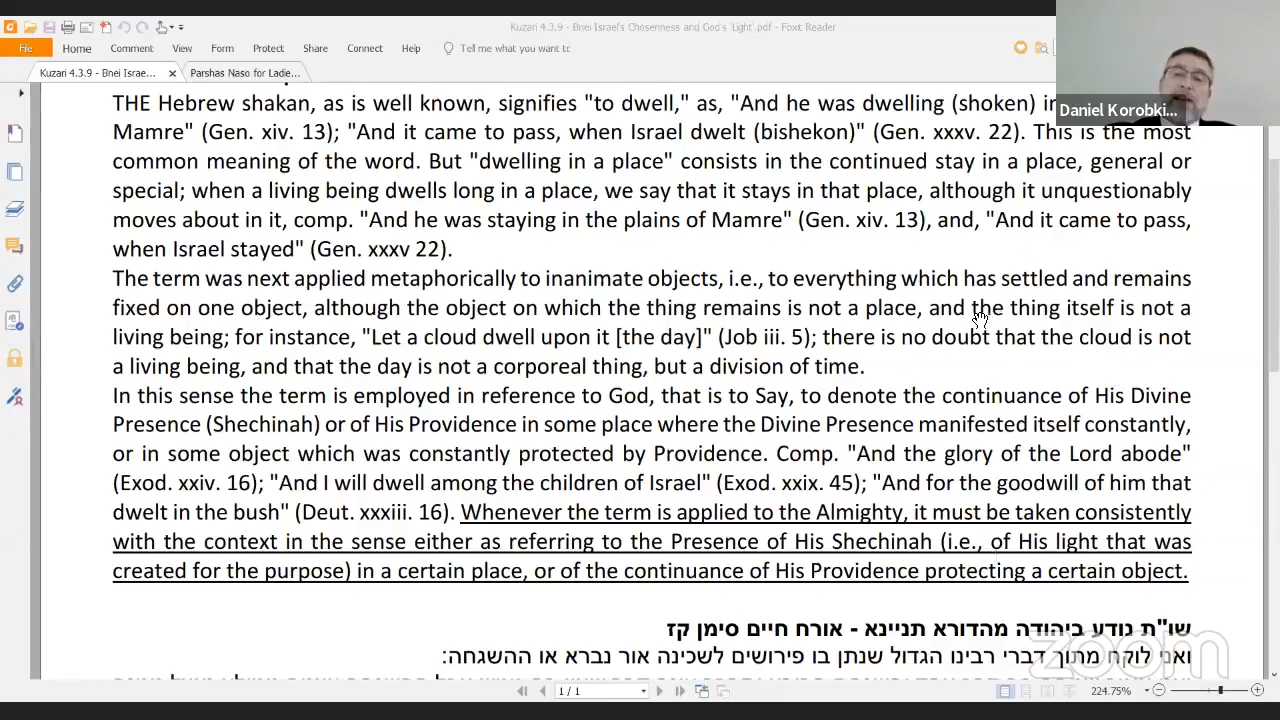 Kuzari 4.3.9 - Bnei Israel's Chosenness and God's 'Light'.pdf - Foxit Reader
File Home Comment View Form Protect Share Connect Help Tell me what you want to
Kuzari 4.3.9 - Bnei Israe... Parshas Naso for Ladie...
Daniel Korobki...
THE Hebrew shakan, as is well known, signifies "to dwell," as, "And he was dwelling (shoken) in
Mamre" (Gen. xiv. 13); "And it came to pass, when Israel dwelt (bishekon)" (Gen. xxxv. 22). This is the most
common meaning of the word. But "dwelling in a place" consists in the continued stay in a place, general or
special; when a living being dwells long in a place, we say that it stays in that place, although it unquestionably
moves about in it, comp. "And he was staying in the plains of Mamre" (Gen. xiv. 13), and, "And it came to pass,
when Israel stayed" (Gen. xxxv 22).
The term was next applied metaphorically to inanimate objects, i.e., to everything which has settled and remains
fixed on one object, although the object on which the thing remains is not a place, and the thing itself is not a
living being; for instance, "Let a cloud dwell upon it [the day]" (Job iii. 5); there is no doubt that the cloud is not
a living being, and that the day is not a corporeal thing, but a division of time.
In this sense the term is employed in reference to God, that is to Say, to denote the continuance of His Divine
Presence (Shechinah) or of His Providence in some place where the Divine Presence manifested itself constantly,
or in some object which was constantly protected by Providence. Comp. "And the glory of the Lord abode"
(Exod. xxiv. 16); "And I will dwell among the children of Israel" (Exod. xxix. 45); "And for the goodwill of him that
dwelt in the bush" (Deut. xxxiii. 16). Whenever the term is applied to the Almighty, it must be taken consistently
with the context in the sense either as referring to the Presence of His Shechinah (i.e., of His light that was
created for the purpose) in a certain place, or of the continuance of His Providence protecting a certain object.
שו"ת נודע ביהודה מהדורא תניינא - אורח חיים סימן קז
ואני לוקח מתוך דברי רבינו הגדול שנתן בו פירושים לשכינה אור נברא או ההשגחה:
zoom
1 / 1 224.75%